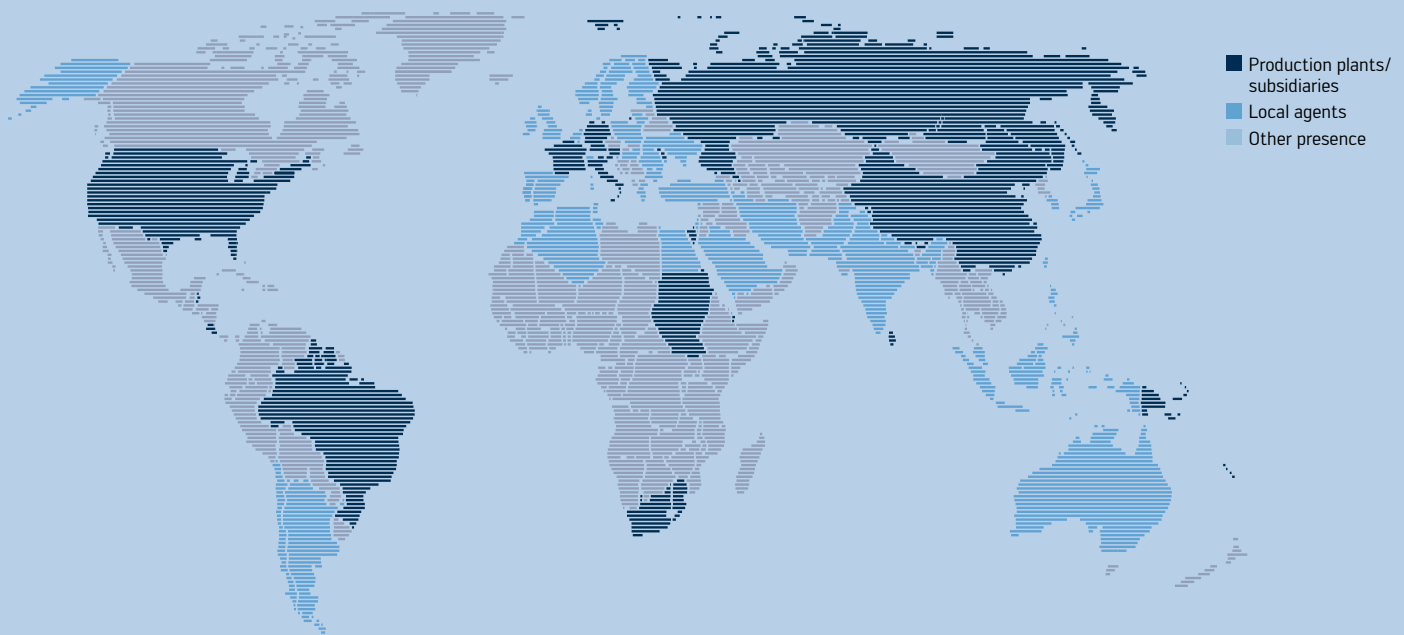 Production plants/
subsidiaries
Local agents
Other presence